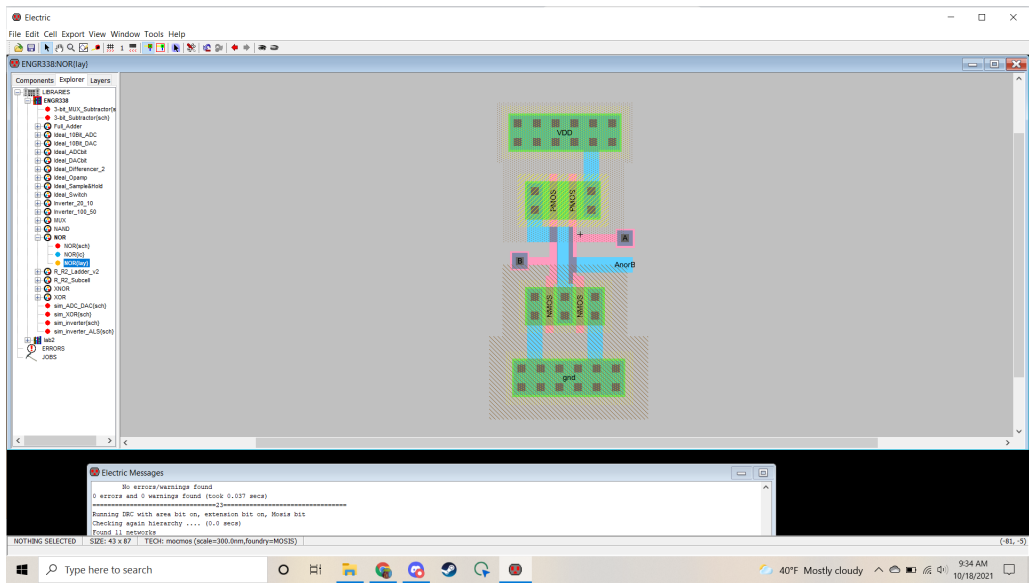 Electric
File Edit Cell Export View Window Tools Help
1
ENGR338:NOR{lay}
Components Explorer Layers
LIBRARIES
ENGR338
3-bit_MUX_Subtractor{s
3-bit_Subtractor{sch}
Full_Adder
Ideal_10Bit_ADC
Ideal_10Bit_DAC
Ideal_ADCbit
Ideal_DACbit
Ideal_Differencer_2
Ideal_Opamp
Ideal_Sample&Hold
Ideal_Switch
Inverter_20_10
Inverter_100_50
MUX
NAND
NOR
NOR{sch}
NOR{ic}
NOR{lay}
R_R2_Ladder_v2
R_R2_Subcell
XNOR
XOR
sim_ADC_DAC{sch}
sim_XOR{sch}
sim_inverter{sch}
sim_inverter_ALS{sch}
lab2
ERRORS
JOBS
VDD
PMOS PMOS
A
B
AnorB
NMOS NMOS
gnd
Electric Messages
No errors/warnings found
0 errors and 0 warnings found (took 0.037 secs)
=================================23=================================
Running DRC with area bit on, extension bit on, Mosis bit
Checking again hierarchy .... (0.0 secs)
Found 11 networks
NOTHING SELECTED SIZE: 43 x 87 TECH: mocmos (scale=300.0nm,foundry=MOSIS) (-81, -5)
Type here to search
40°F Mostly cloudy
9:34 AM
10/18/2021